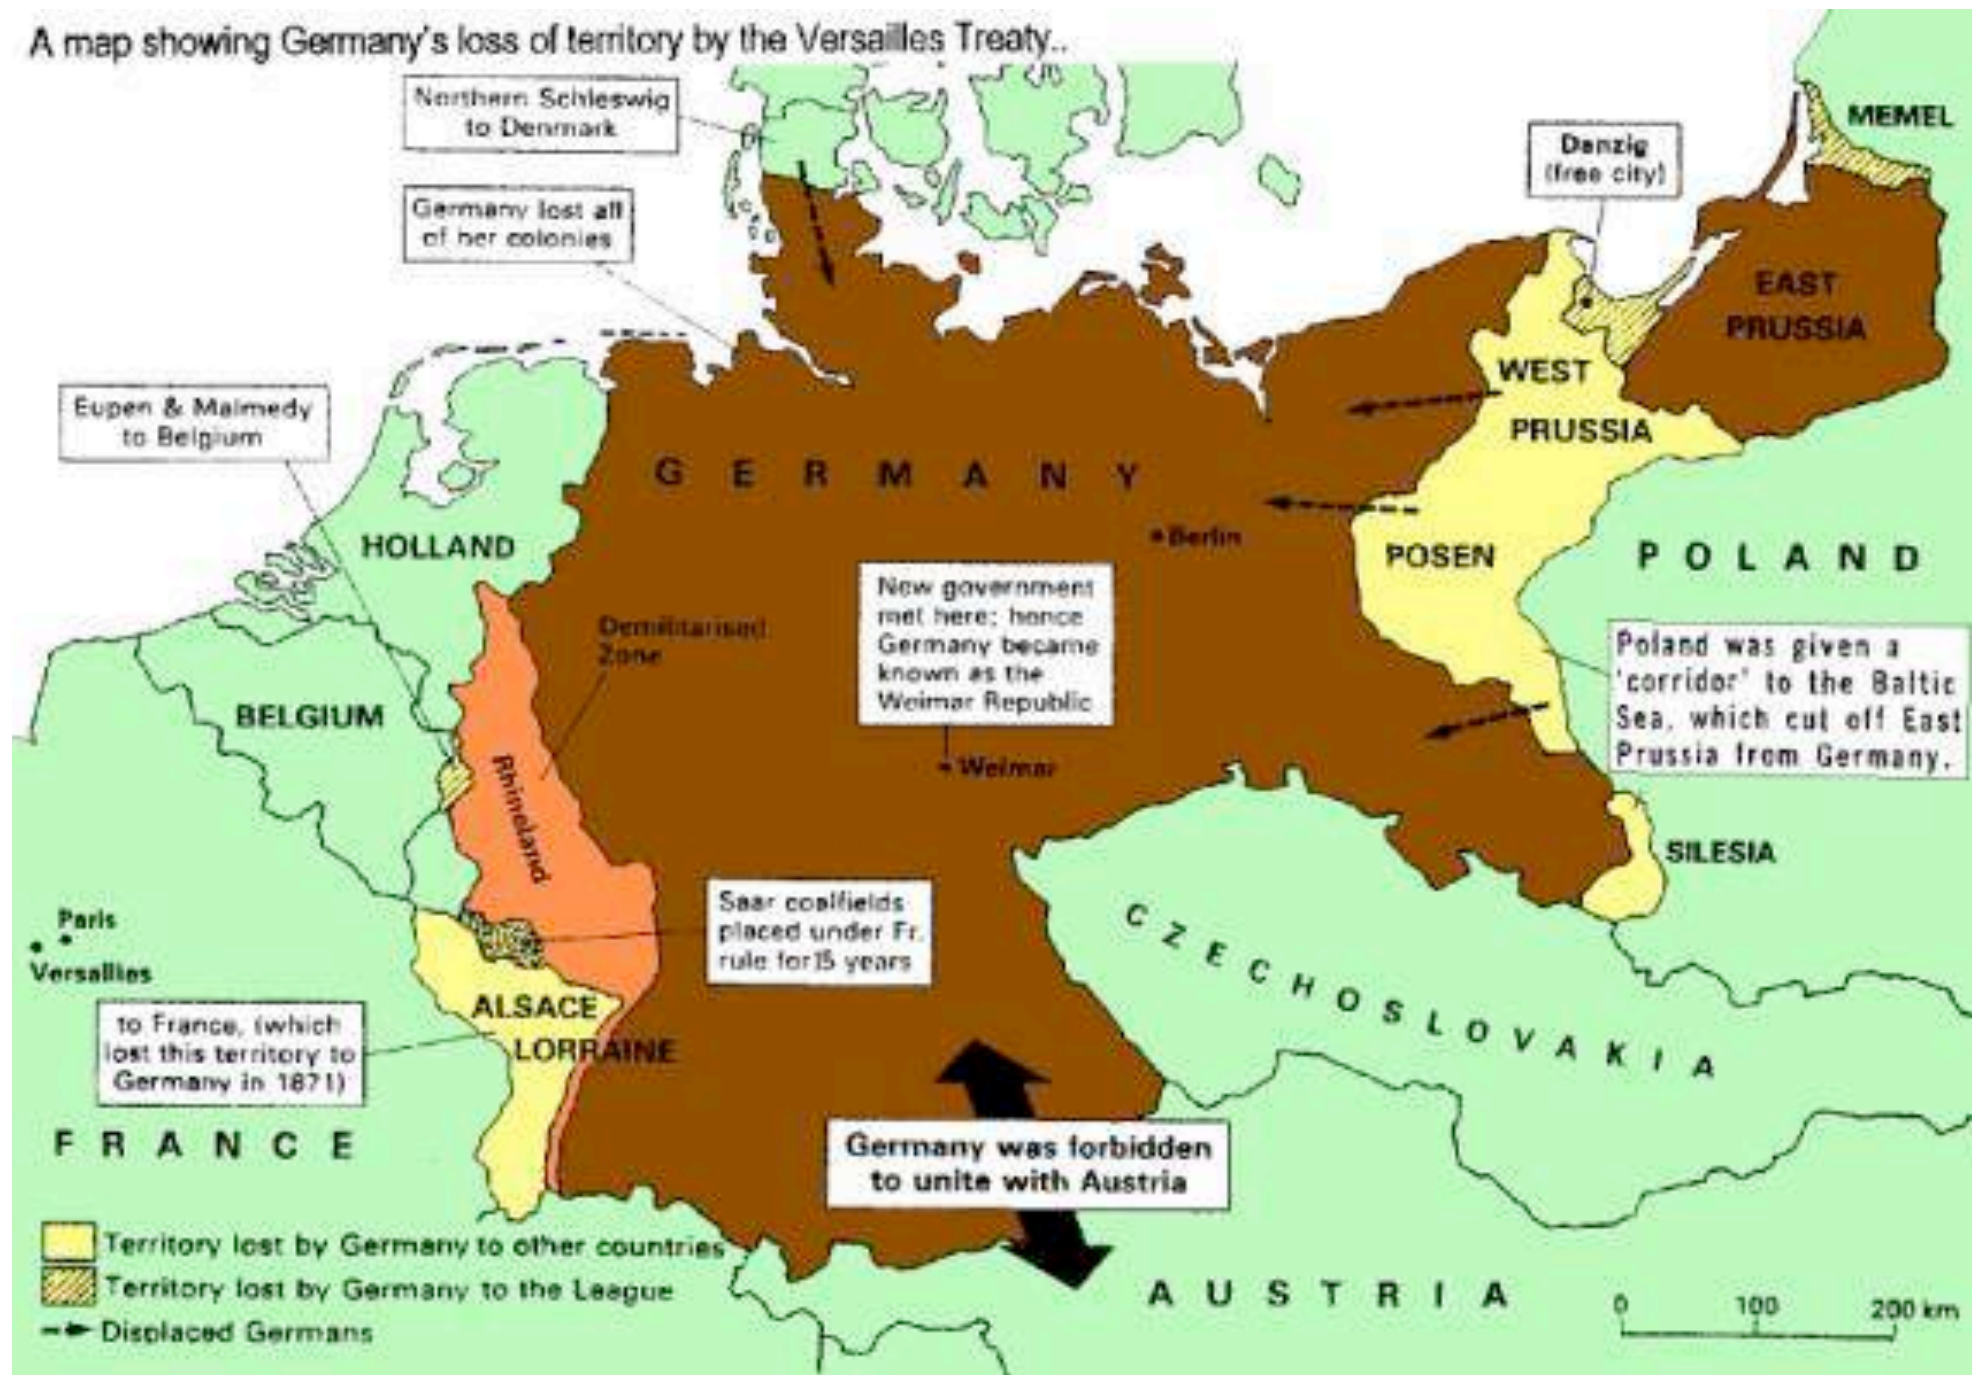 A map showing Germany's loss of territory by the Versailles Treaty..
Northern Schleswig
to Denmark
Germany lost all
of her colonies
Eupen & Malmedy
to Belgium
Danzig
(free city)
MEMEL
EAST
PRUSSIA
WEST
PRUSSIA
GERMANY
Berlin
HOLLAND
POSEN
POLAND
New government
met here: hence
Germany became
known as the
Weimar Republic
Weimar
Demilitarised
Zone
Poland was given a
'corridor' to the Baltic
Sea, which cut off East
Prussia from Germany.
BELGIUM
Rhineland
SILESIA
Saar coalfields
placed under Fr.
rule for 15 years
Paris
Versallies
CZECHOSLOVAKIA
ALSACE
LORRAINE
to France, (which
lost this territory to
Germany in 1871)
FRANCE
Germany was forbidden
to unite with Austria
AUSTRIA
Territory lost by Germany to other countries
Territory lost by Germany to the League
Displaced Germans
0 100 200 km